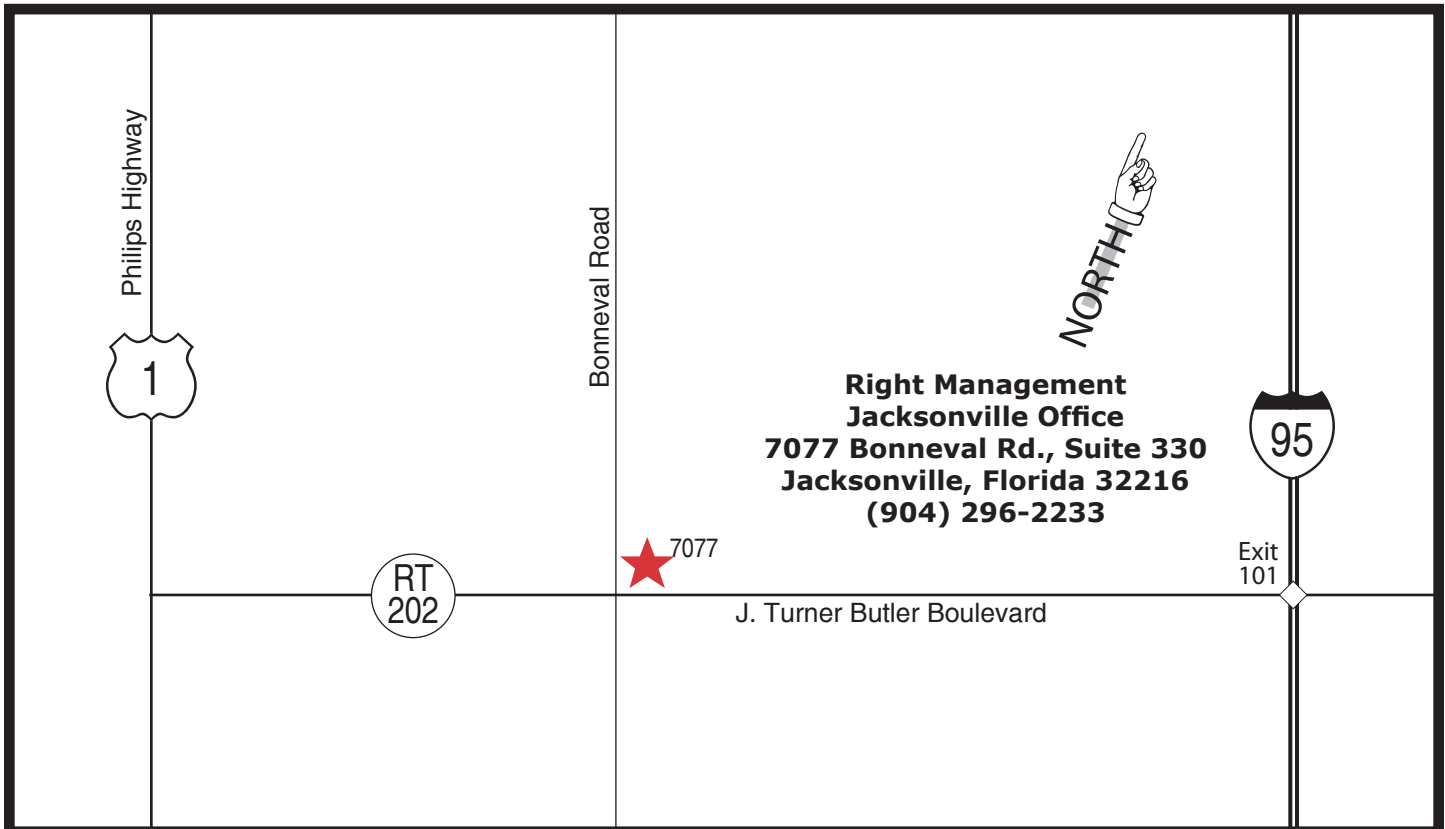 Philips Highway
1
Bonneval Road
NORTH
Right Management
Jacksonville Office
7077 Bonneval Rd., Suite 330
Jacksonville, Florida 32216
(904) 296-2233
95
7077
Exit
101
RT
202
J. Turner Butler Boulevard